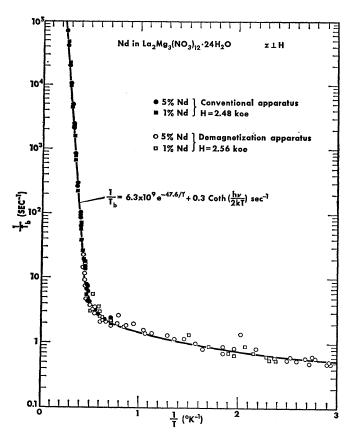 Nd in La2Mg3(NO3)12·24H2O z⊥H
● 5% Nd } Conventional apparatus
■ 1% Nd } H=2.48 koe
○ 5% Nd } Demagnetization apparatus
□ 1% Nd } H=2.56 koe
1/Tb = 6.3x10^9 e^-47.6/T + 0.3 Coth (hν/2kT) sec^-1
1/Tb (SEC^-1)
10^5
10^4
10^3
10^2
10
1
0.1
0 1 2 3
1/T (°K^-1)